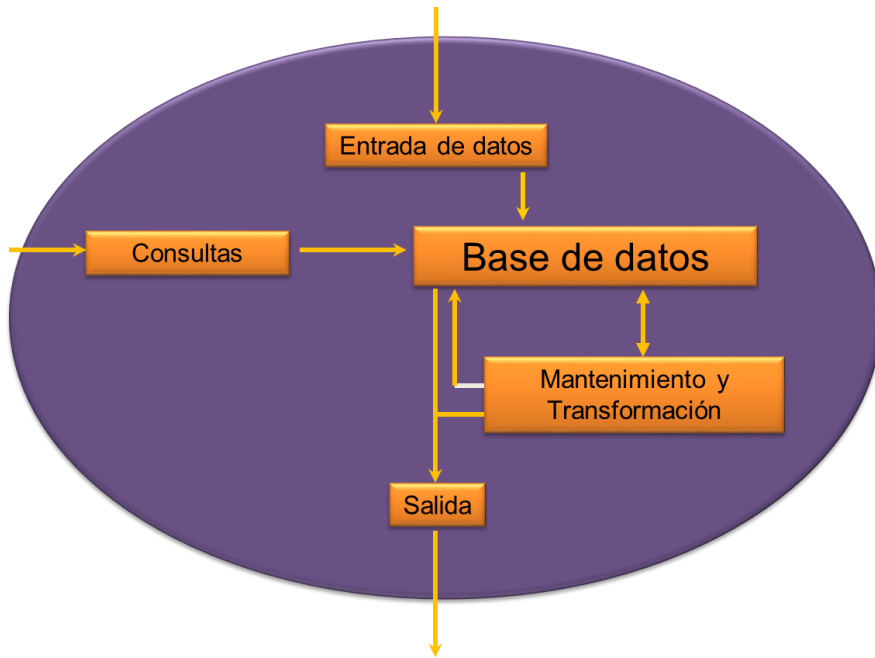 Entrada de datos
Consultas
Base de datos
Mantenimiento y
Transformación
Salida